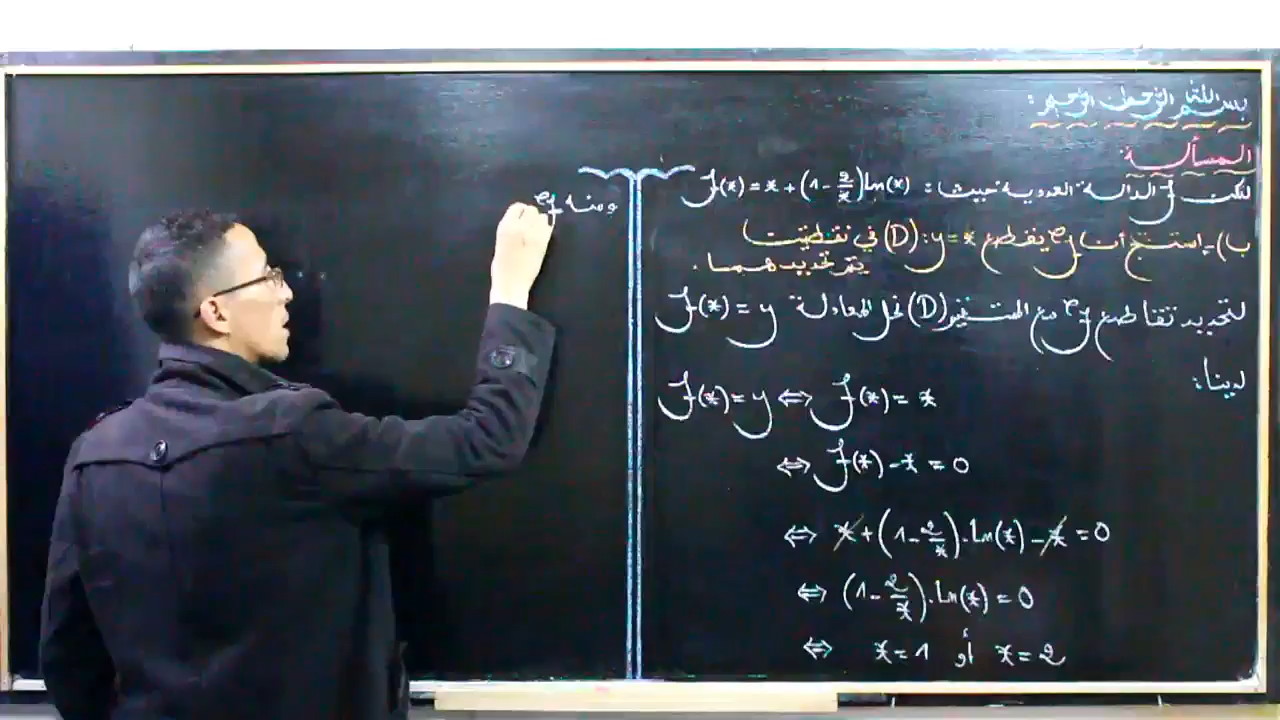 بسم الله الرحمن الرحيم:
المسألة:
لتكن f الدالة العددية حيث: f(x) = x + (1 - 2/x) ln(x)
ب) - استنتج أن Cf يقطع (D): y = x في نقطتين
يتم تحديدهما.
لتحديد تقاطع Cf مع المستقيم (D) نحل المعادلة f(x) = y
لدينا:
f(x) = y ⇔ f(x) = x
⇔ f(x) - x = 0
⇔ x + (1 - 2/x).ln(x) - x = 0
⇔ (1 - 2/x).ln(x) = 0
⇔ x = 1 أو x = 2
ومنه Cf